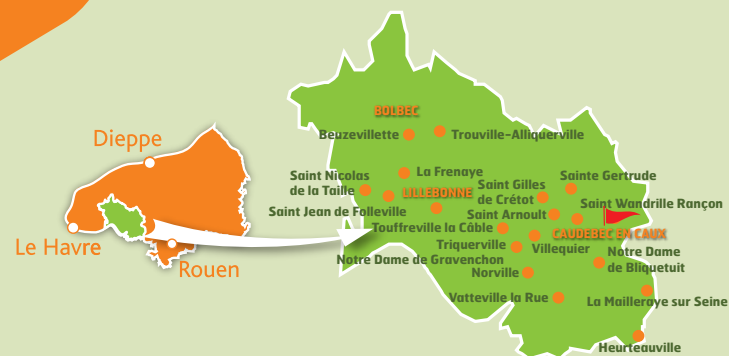 Dieppe
Le Havre
Rouen
BOLBEC
Beuzevillette
Trouville-Alliquerville
La Frenaye
Saint Nicolas
de la Taille
LILLEBONNE
Sainte Gertrude
Saint Gilles
de Crétot
Saint Jean de Folleville
Saint Wandrille Rançon
Saint Arnoult
Touffreville la Câble
CAUDEBEC EN CAUX
Triquerville
Villequier
Notre Dame
de Bliquetuit
Notre Dame de Gravenchon
Norville
Vatteville la Rue
La Mailleraye sur Seine
Heurteauville